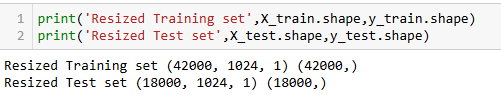 1 print('Resized Training set',X_train.shape,y_train.shape)
2 print('Resized Test set',X_test.shape,y_test.shape)
Resized Training set (42000, 1024, 1) (42000,)
Resized Test set (18000, 1024, 1) (18000,)